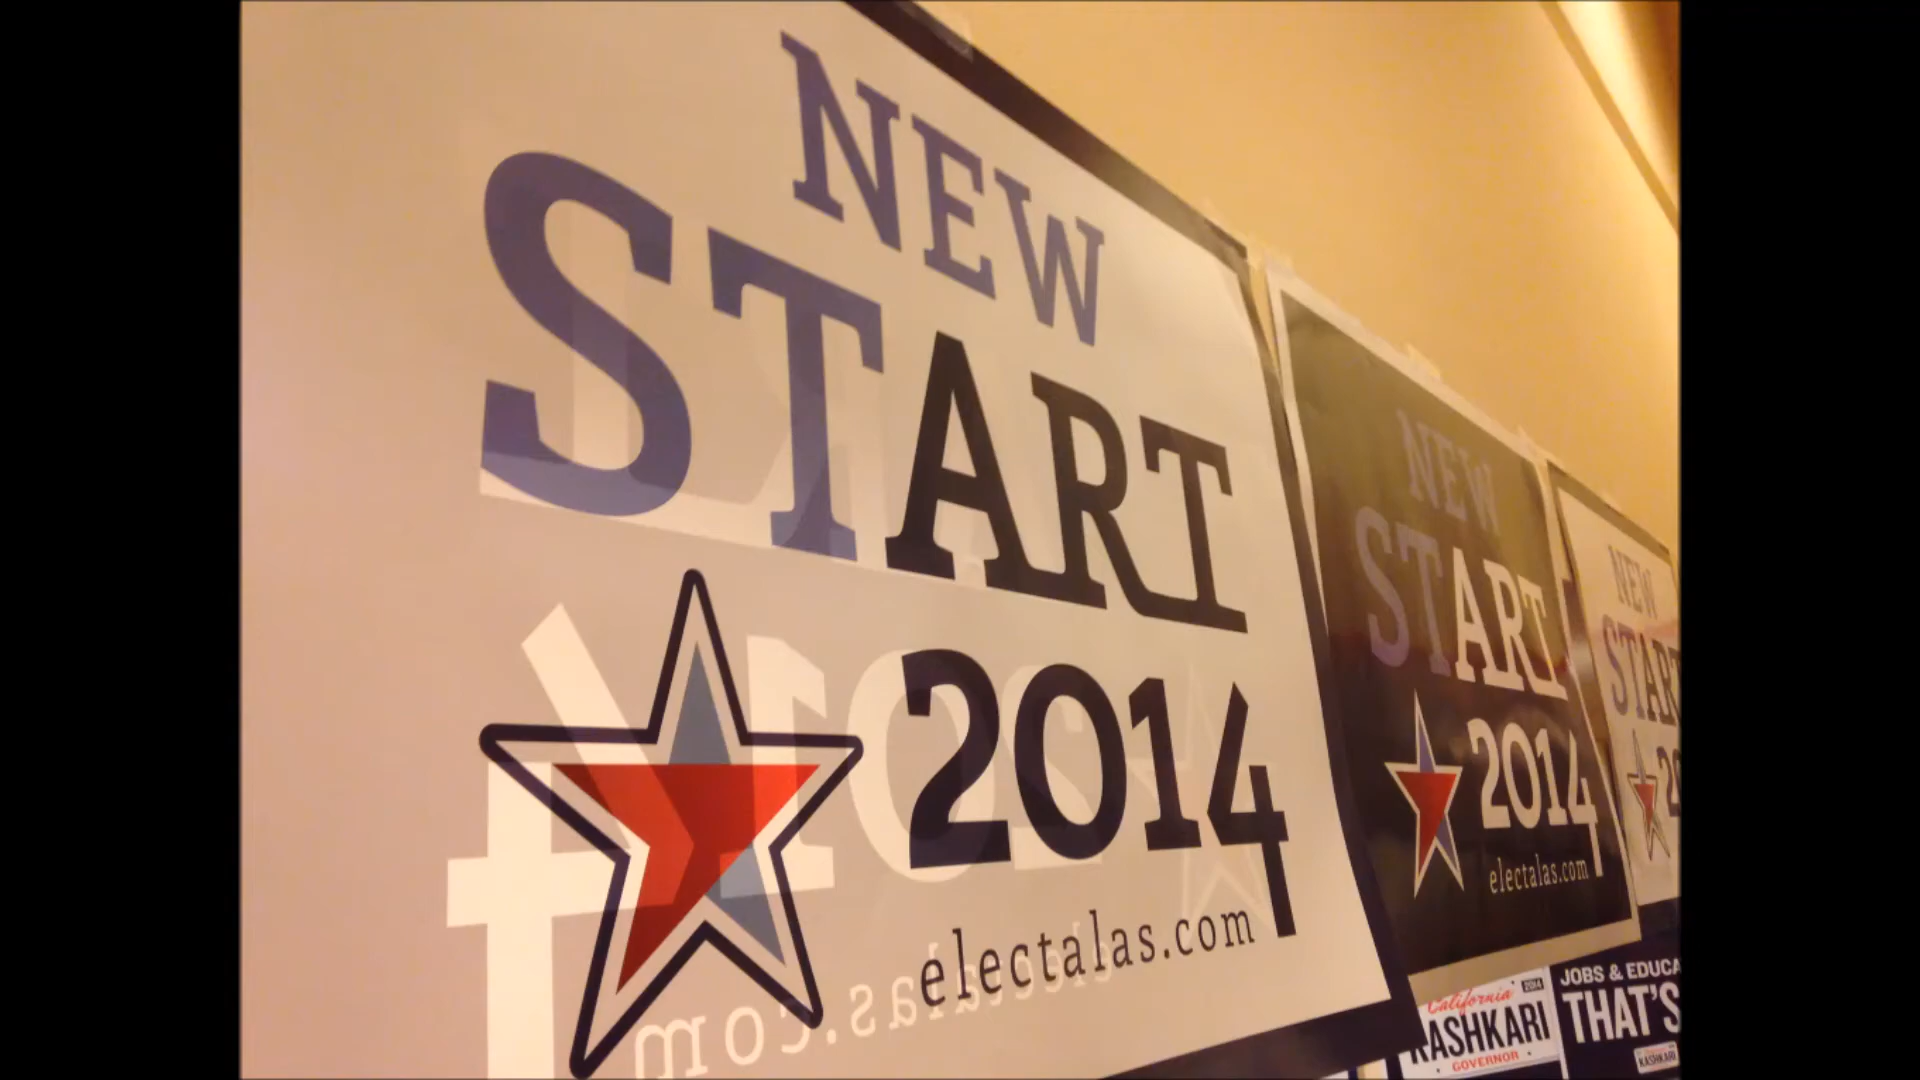 NEW
START
2014
electalas.com
NEW
START
2014
electalas.com
NEW
START
JOBS & EDUCA
THAT'S
California
2014
KASHKARI
GOVERNOR
KASHKARI